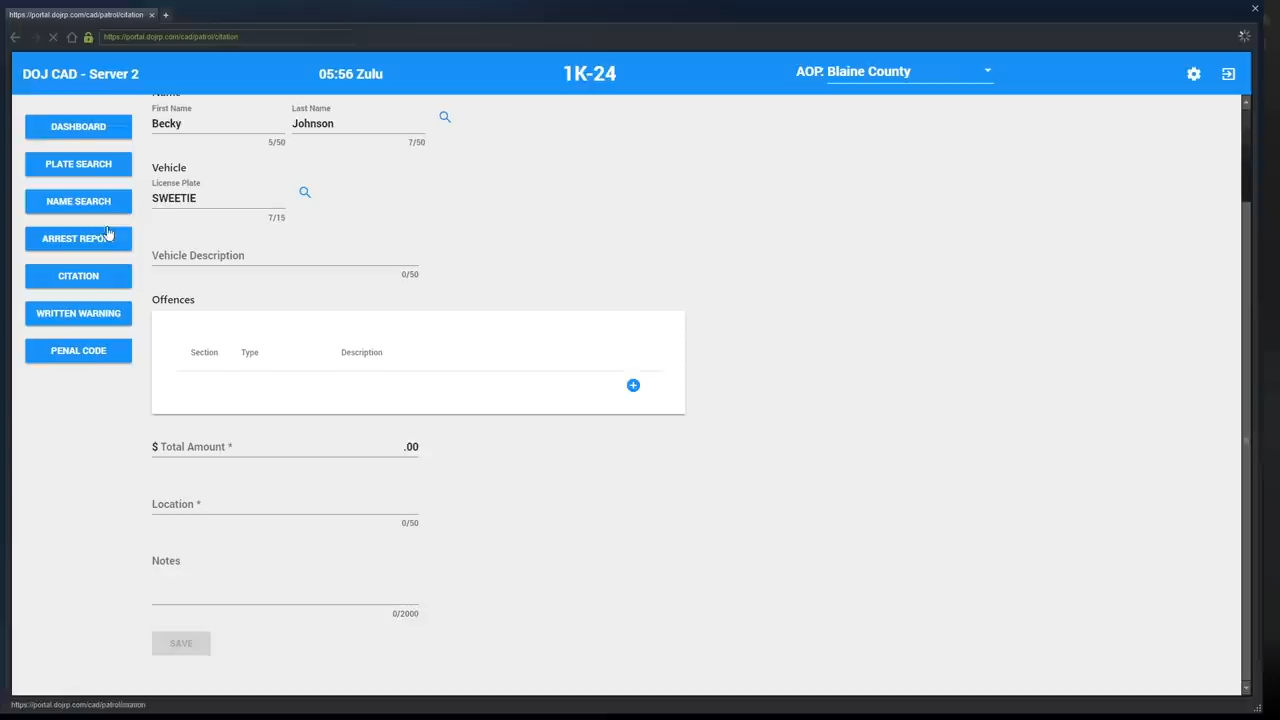 https://portal.dojrp.com/cad/patrol/citation
https://portal.dojrp.com/cad/patrol/citation
DOJ CAD - Server 2
05:56 Zulu
1K-24
AOP: Blaine County
DASHBOARD
PLATE SEARCH
NAME SEARCH
ARREST REPO
CITATION
WRITTEN WARNING
PENAL CODE
First Name
Last Name
Becky
Johnson
5/50
7/50
Vehicle
License Plate
SWEETIE
7/15
Vehicle Description
0/50
Offences
Section Type Description
$ Total Amount * .00
Location *
0/50
Notes
0/2000
SAVE